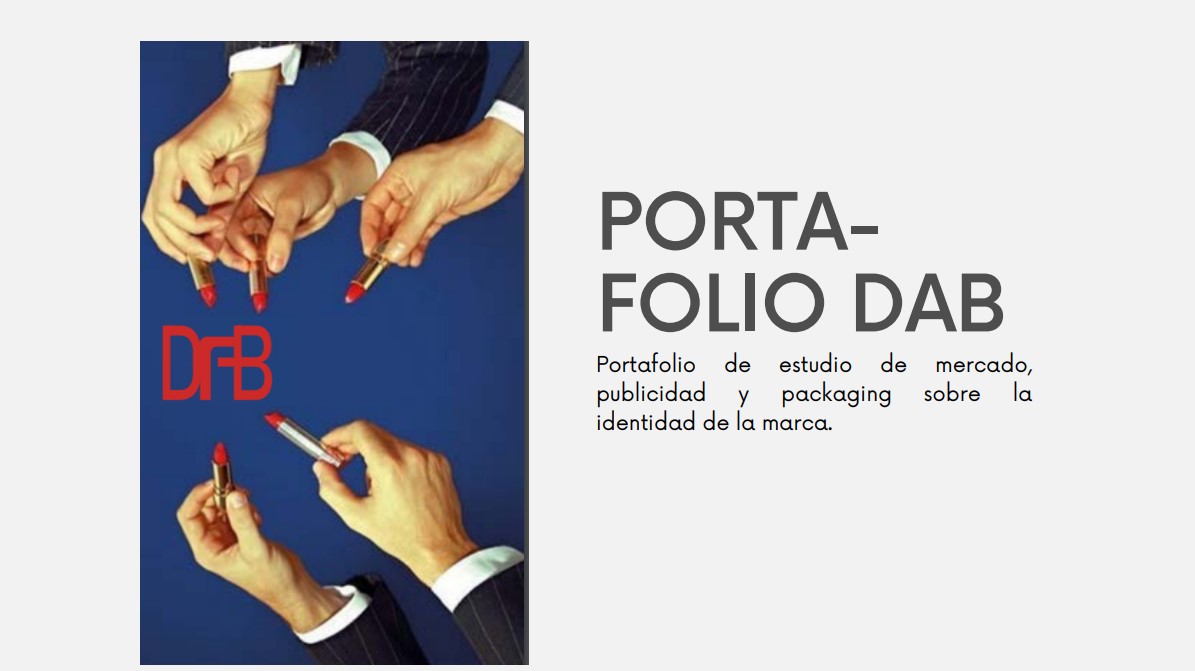 DAB
PORTA-
FOLIO DAB
Portafolio de estudio de mercado,
publicidad y packaging sobre la
identidad de la marca.